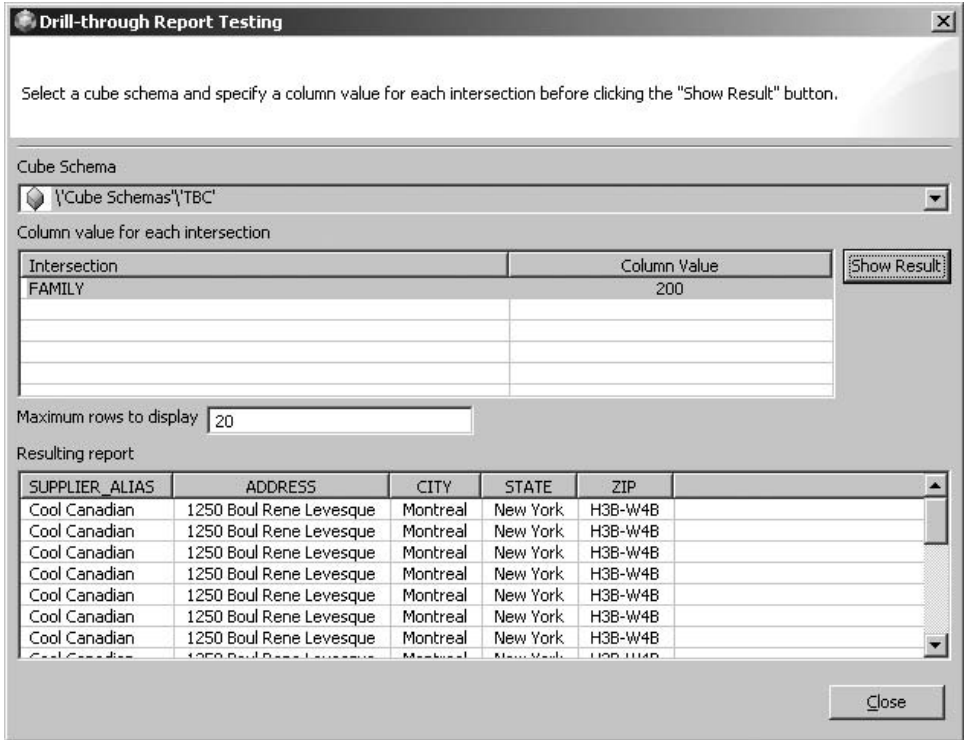 Drill-through Report Testing
Select a cube schema and specify a column value for each intersection before clicking the "Show Result" button.
Cube Schema
\'Cube Schemas'\'TBC'
Column value for each intersection
Intersection Column Value Show Result
FAMILY 200
Maximum rows to display 20
Resulting report
SUPPLIER_ALIAS ADDRESS CITY STATE ZIP
Cool Canadian 1250 Boul Rene Levesque Montreal New York H3B-W4B
Cool Canadian 1250 Boul Rene Levesque Montreal New York H3B-W4B
Cool Canadian 1250 Boul Rene Levesque Montreal New York H3B-W4B
Cool Canadian 1250 Boul Rene Levesque Montreal New York H3B-W4B
Cool Canadian 1250 Boul Rene Levesque Montreal New York H3B-W4B
Cool Canadian 1250 Boul Rene Levesque Montreal New York H3B-W4B
Cool Canadian 1250 Boul Rene Levesque Montreal New York H3B-W4B
Close